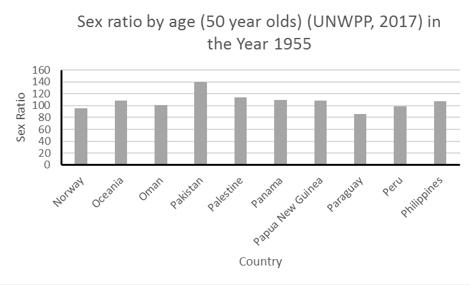 Sex ratio by age (50 year olds) (UNWPP, 2017) in
the Year 1955
160
140
120
100
80
60
40
20
0
Sex Ratio
Norway
Oceania
Oman
Pakistan
Palestine
Panama
Papua New Guinea
Paraguay
Peru
Philippines
Country